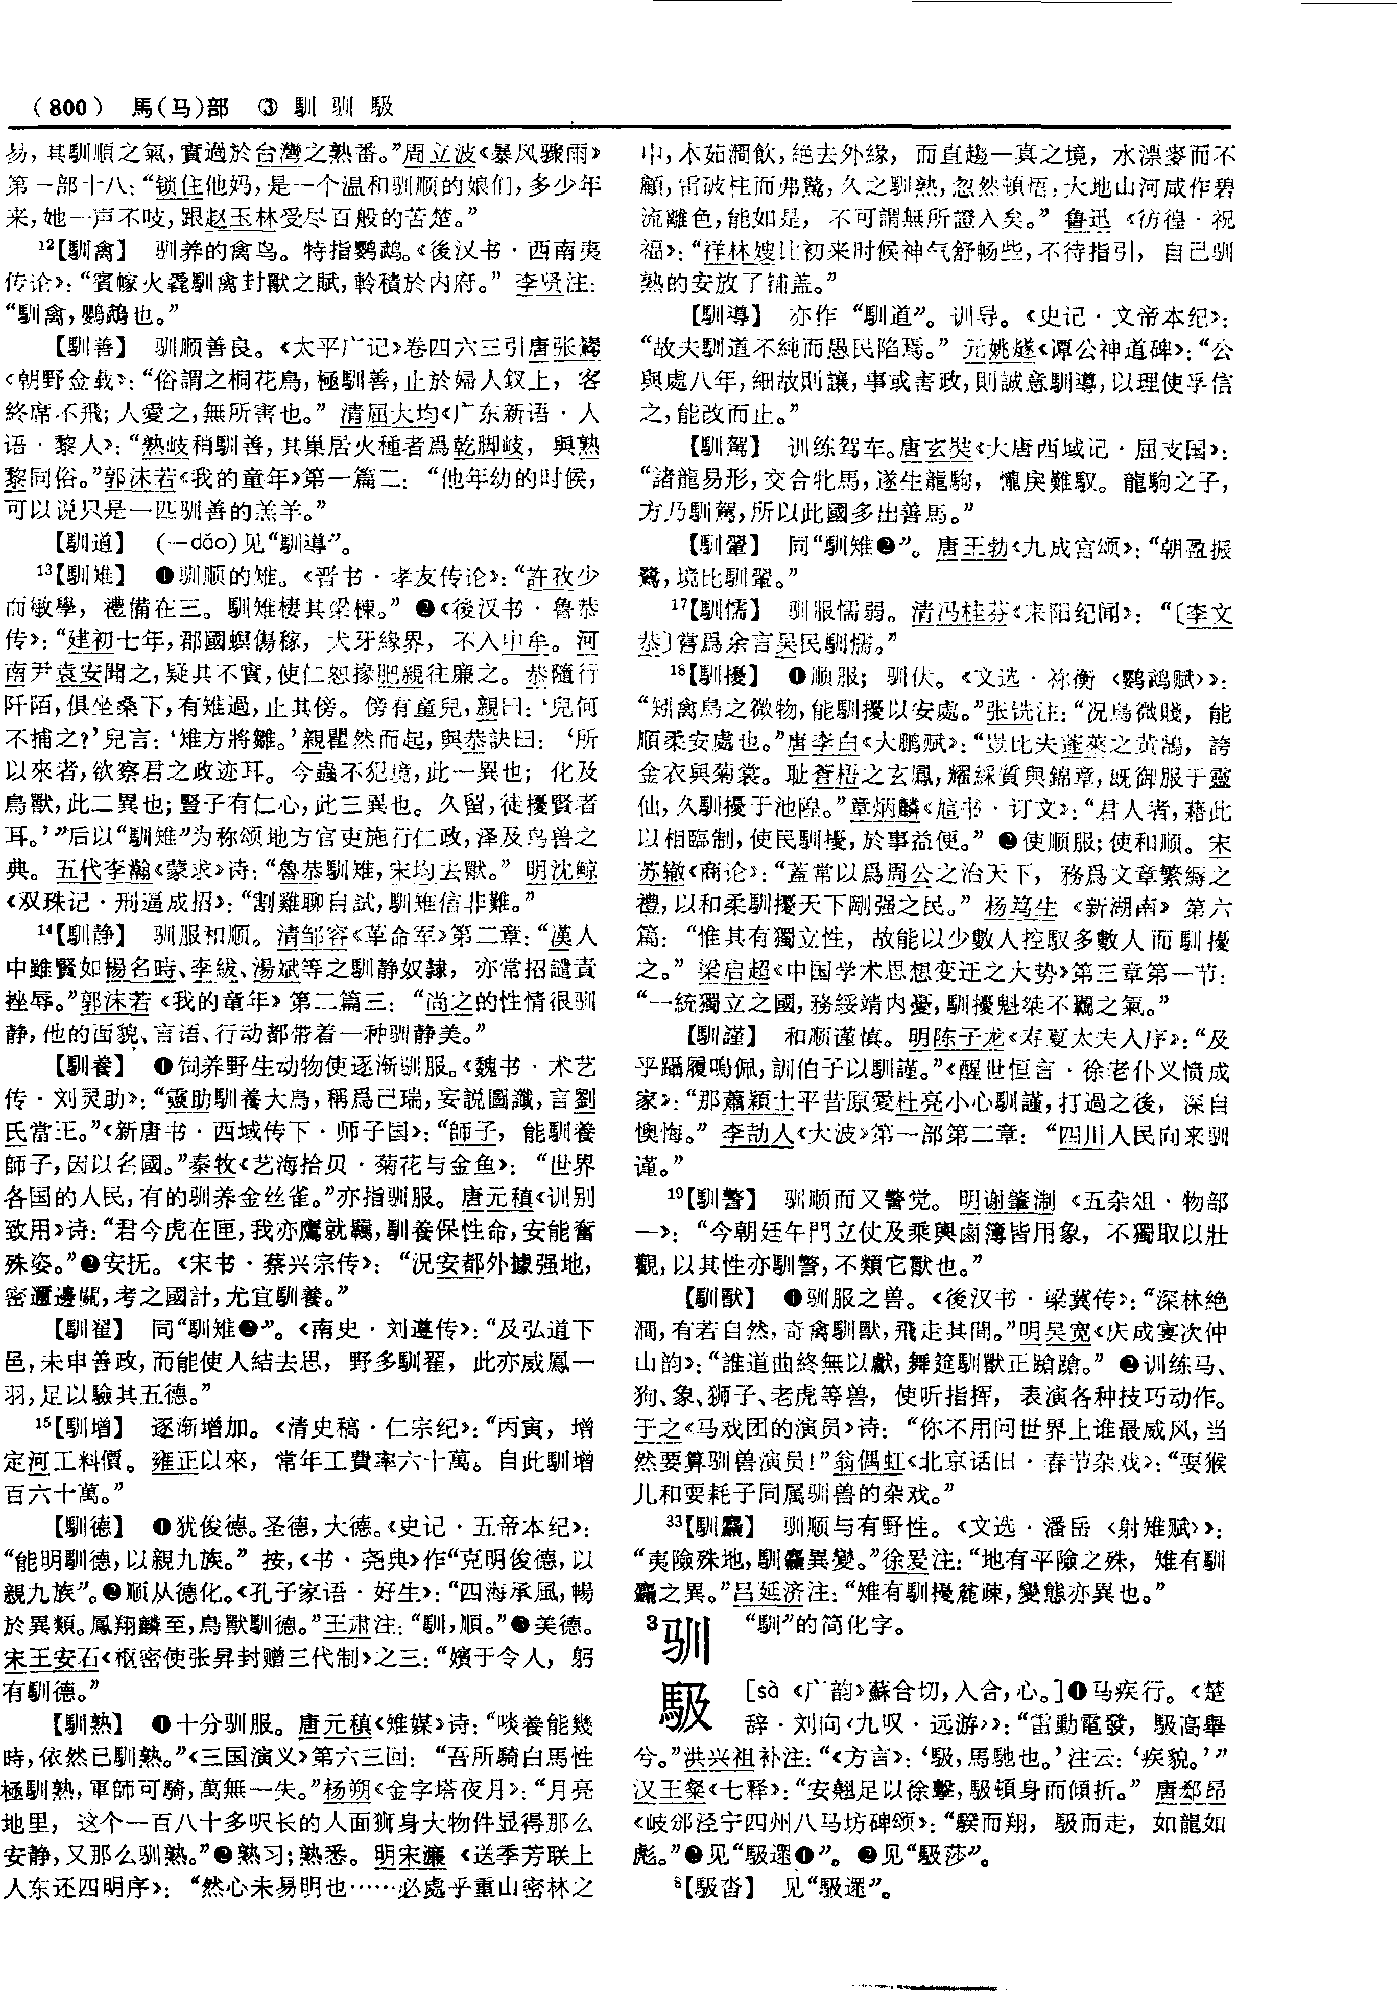 （800） 馬(马)部 ③ 馴 驯 馺
易，其馴順之氣，實過於台灣之熟番。”周立波《暴风骤雨》
第一部十八：“锁住他妈，是一个温和驯顺的娘们，多少年
来，她一声不吱，跟赵玉林受尽百般的苦楚。”
12【馴禽】 驯养的禽鸟。特指鹦鹉。《後汉书·西南夷
传论》：“賨幏火毳馴禽封獸之賦，軨積於内府。” 李贤注：
“馴禽，鹦鹉也。”
【馴善】 驯顺善良。《太平广记》卷四六三引唐张鷟
《朝野佥载》：“俗謂之桐花鳥，極馴善，止於婦人釵上，客
終席不飛；人愛之，無所害也。” 清屈大均《广东新语·人
语·黎人》：“熟岐稍馴善，其巢居火種者爲乾脚岐，與熟
黎同俗。”郭沫若《我的童年》第一篇二：“他年幼的时候，
可以说只是一匹驯善的羔羊。”
【馴道】 (—dǎo)见“馴導”。
13【馴雉】 ❶驯顺的雉。《晋书·孝友传论》：“許孜少
而敏學，禮備在三。馴雉棲其梁棟。” ❷《後汉书·魯恭
传》：“建初七年，郡國螟傷稼，犬牙緣界，不入中牟。河
南尹袁安聞之，疑其不實，使仁恕掾肥親往廉之。恭隨行
阡陌，俱坐桑下，有雉過，止其傍。傍有童兒，親曰：‘兒何
不捕之？’兒言：‘雉方將雛。’親瞿然而起，與恭訣曰：‘所
以來者，欲察君之政迹耳。今蟲不犯境，此一異也；化及
鳥獸，此二異也；豎子有仁心，此三異也。久留，徒擾賢者
耳。’”后以“馴雉”为称颂地方官吏施行仁政，泽及鸟兽之
典。五代李瀚《蒙求》诗：“魯恭馴雉，宋均去獸。” 明沈鲸
《双珠记·刑逼成招》：“割雞聊自試，馴雉信非難。”
14【馴静】 驯服和顺。清邹容《革命军》第二章：“漢人
中雖賢如楊名時、李紱、湯斌等之馴静奴隸，亦常招譴責
挫辱。”郭沫若《我的童年》第二篇三：“尚之的性情很驯
静，他的面貌、言语、行动都带着一种驯静美。”
【馴養】 ❶饲养野生动物使逐渐驯服。《魏书·术艺
传·刘灵助》：“靈助馴養大鳥，稱爲己瑞，妄説圖讖，言劉
氏當王。”《新唐书·西域传下·师子国》：“師子，能馴養
師子，因以名國。”秦牧《艺海拾贝·菊花与金鱼》：“世界
各国的人民，有的驯养金丝雀。”亦指驯服。唐元稹《训别
致用》诗：“君今虎在匣，我亦鷹就羈，馴養保性命，安能奮
殊姿。”❷安抚。《宋书·蔡兴宗传》：“況安都外據强地，
密邇邊關，考之國計，尤宜馴養。”
【馴翟】 同“馴雉❷”。《南史·刘遵传》：“及弘道下
邑，未申善政，而能使人結去思，野多馴翟，此亦威鳳一
羽，足以驗其五德。”
15【馴增】 逐渐增加。《清史稿·仁宗纪》：“丙寅，增
定河工料價。雍正以來，常年工費率六十萬。自此馴增
百六十萬。”
【馴德】 ❶犹俊德。圣德，大德。《史记·五帝本纪》：
“能明馴德，以親九族。” 按，《书·尧典》作“克明俊德，以
親九族”。❷顺从德化。《孔子家语·好生》：“四海承風，暢
於異類。鳳翔麟至，鳥獸馴德。”王肃注：“馴，順。”❸美德。
宋王安石《枢密使张昇封赠三代制》之三：“嬪于令人，躬
有馴德。”
【馴熟】 ❶十分驯服。唐元稹《雉媒》诗：“啖養能幾
時，依然已馴熟。”《三国演义》第六三回：“吾所騎白馬性
極馴熟，軍師可騎，萬無一失。”杨朔《金字塔夜月》：“月亮
地里，这个一百八十多呎长的人面狮身大物件显得那么
安静，又那么驯熟。”❷熟习；熟悉。明宋濂《送季芳联上
人东还四明序》：“然心未易明也……必處乎重山密林之
中，木茹澗飲，絶去外緣，而直趨一真之境，水漂麥而不
顧，雷破柱而弗驚，久之馴熟，忽然頓悟，大地山河咸作碧
流離色，能如是，不可謂無所證入矣。” 鲁迅《彷徨·祝
福》：“祥林嫂比初来时候神气舒畅些，不待指引，自己驯
熟的安放了铺盖。”
【馴導】 亦作“馴道”。训导。《史记·文帝本纪》：
“故夫馴道不純而愚民陷焉。” 元姚燧《谭公神道碑》：“公
與處八年，細故則讓，事或害政，則誠意馴導，以理使孚信
之，能改而止。”
【馴駕】 训练驾车。唐玄奘《大唐西域记·屈支国》：
“諸龍易形，交合牝馬，遂生龍駒，㦿戾難馭。龍駒之子，
方乃馴駕，所以此國多出善馬。”
【馴翬】 同“馴雉❷”。唐王勃《九成宫颂》：“朝盈振
鷺，境比馴翬。”
17【馴懦】 驯服懦弱。清冯桂芬《耒阳纪闻》：“〔李文
恭〕嘗爲余言吴民馴懦。”
18【馴擾】 ❶顺服；驯伏。《文选·祢衡〈鹦鹉赋〉》：
“矧禽鳥之微物，能馴擾以安處。”张铣注：“况鳥微賤，能
順柔安處也。”唐李白《大鹏赋》：“豈比夫蓬萊之黄鵠，誇
金衣與菊裳。耻蒼梧之玄鳳，耀綵質與錦章，既御服于靈
仙，久馴擾于池隍。”章炳麟《訄书·订文》：“君人者，藉此
以相臨制，使民馴擾，於事益便。” ❷使顺服；使和顺。宋
苏辙《商论》：“蓋常以爲周公之治天下，務爲文章繁縟之
禮，以和柔馴擾天下剛强之民。” 杨笃生《新湖南》第六
篇：“惟其有獨立性，故能以少數人控馭多數人而馴擾
之。” 梁启超《中国学术思想变迁之大势》第三章第一节：
“一統獨立之國，務綏靖内憂，馴擾魁桀不羈之氣。”
【馴謹】 和顺谨慎。明陈子龙《寿夏太夫人序》：“及
乎躡履鳴佩，訓伯子以馴謹。”《醒世恒言·徐老仆义愤成
家》：“那蕭穎士平昔原愛杜亮小心馴謹，打過之後，深自
懊悔。” 李劼人《大波》第一部第二章：“四川人民向来驯
谨。”
19【馴警】 驯顺而又警觉。明谢肇淛《五杂俎·物部
一》：“今朝廷午門立仗及乘輿鹵簿皆用象，不獨取以壯
觀，以其性亦馴警，不類它獸也。”
【馴獸】 ❶驯服之兽。《後汉书·梁冀传》：“深林絶
澗，有若自然，奇禽馴獸，飛走其間。”明吴宽《庆成宴次仲
山韵》：“誰道曲終無以獻，舞筵馴獸正蹌蹌。” ❷训练马、
狗、象、狮子、老虎等兽，使听指挥，表演各种技巧动作。
于之《马戏团的演员》诗：“你不用问世界上谁最威风，当
然要算驯兽演员！”翁偶虹《北京话旧·春节杂戏》：“耍猴
儿和耍耗子同属驯兽的杂戏。”
33【馴麤】 驯顺与有野性。《文选·潘岳〈射雉赋〉》：
“夷險殊地，馴麤異變。”徐爰注：“地有平險之殊，雉有馴
麤之異。”吕延济注：“雉有馴擾麄疎，變態亦異也。”
3驯 “馴”的简化字。
馺 [sà 《广韵》蘇合切，入合，心。]❶马疾行。《楚
辞·刘向〈九叹·远游〉》：“雷動電發，馺高舉
兮。”洪兴祖补注：“《方言》：‘馺，馬馳也。’注云：‘疾貌。’”
汉王粲《七释》：“安翹足以徐擊，馺頓身而傾折。” 唐郄昂
《岐邠泾宁四州八马坊碑颂》：“騤而翔，馺而走，如龍如
彪。”❷见“馺遝❶”。❸见“馺莎”。
8【馺沓】 见“馺遝”。